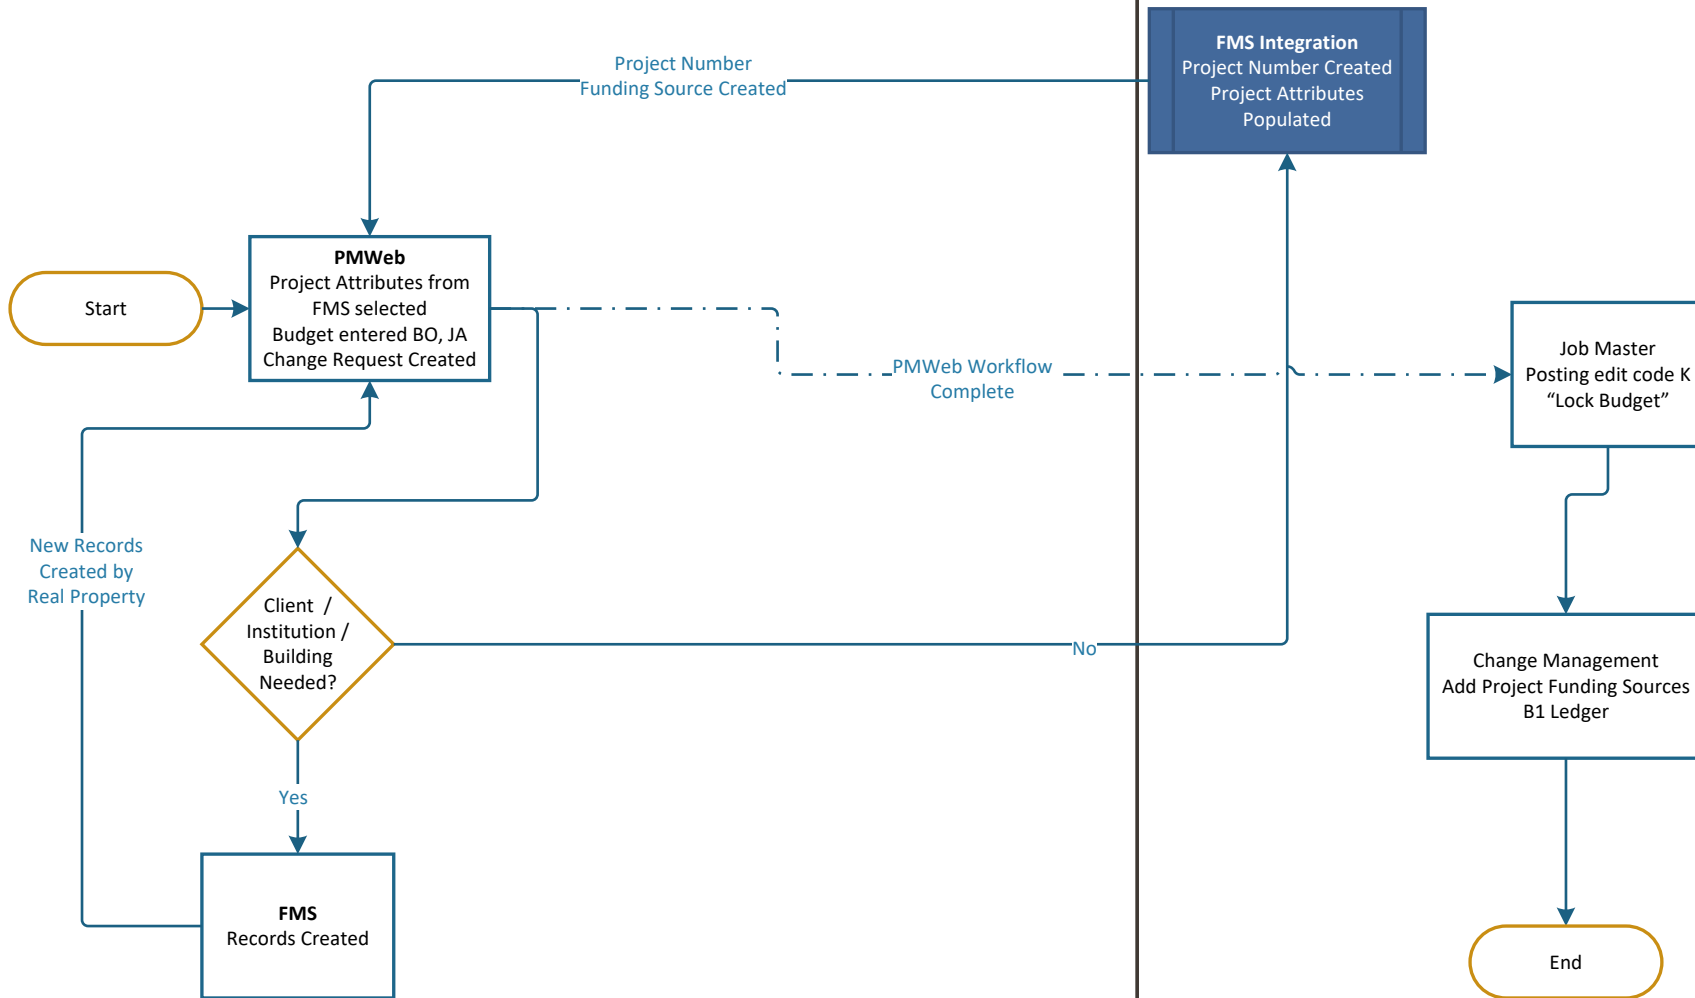 FMS Integration
Project Number Created
Project Attributes
Populated
Project Number
Funding Source Created
Start
PMWeb
Project Attributes from
FMS selected
Budget entered BO, JA
Change Request Created
PMWeb Workflow
Complete
Job Master
Posting edit code K
“Lock Budget”
New Records
Created by
Real Property
Client /
Institution /
Building
Needed?
No
Change Management
Add Project Funding Sources
B1 Ledger
Yes
FMS
Records Created
End